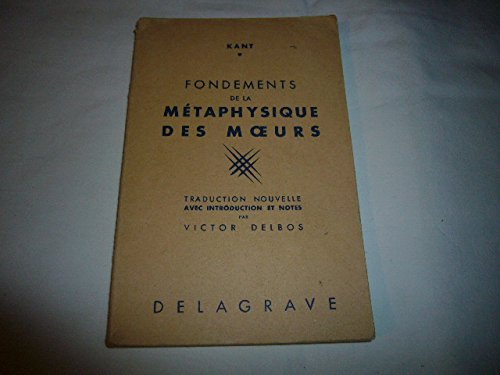 KANT
FONDEMENTS
DE LA
MÉTAPHYSIQUE
DES MŒURS
TRADUCTION NOUVELLE
AVEC INTRODUCTION ET NOTES
PAR
VICTOR DELBOS
DELAGRAVE